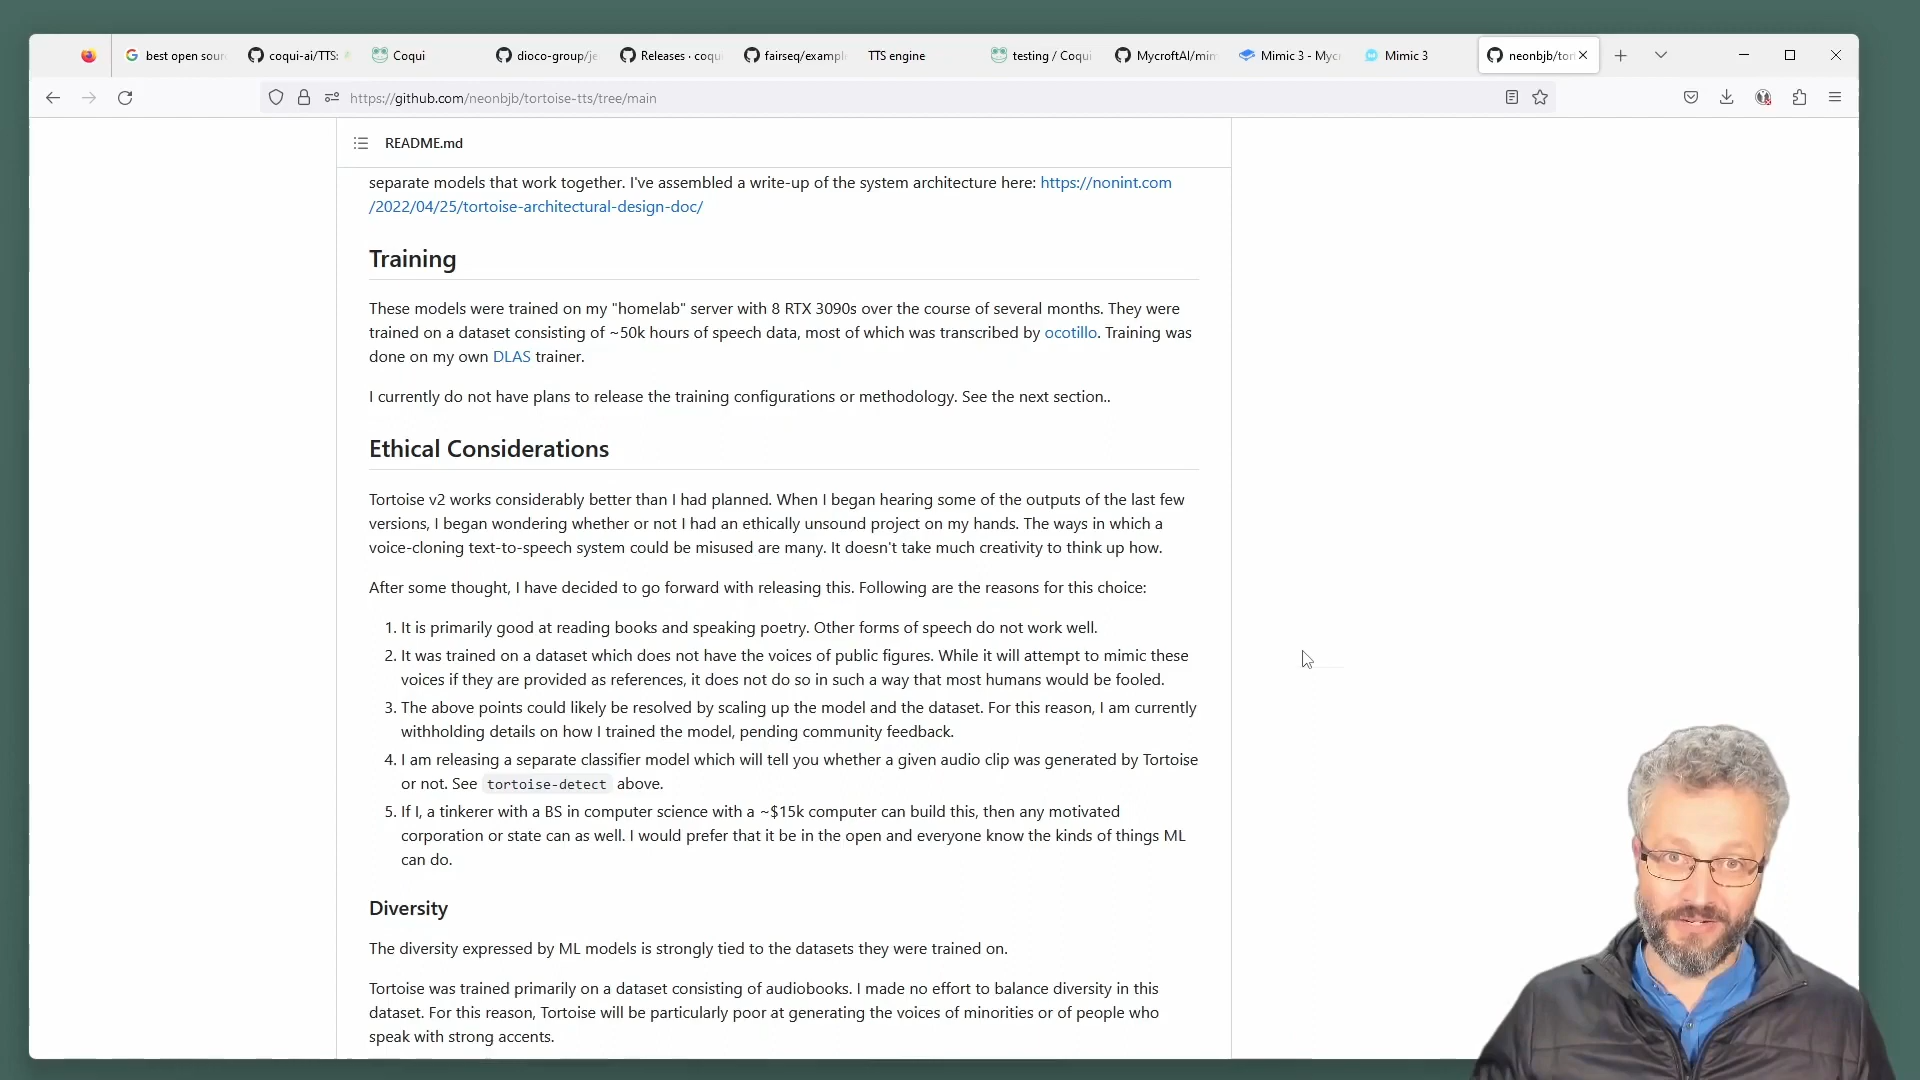 best open sour
coqui-ai/TTS:
Coqui
dioco-group/je
Releases · coqu
fairseq/example
TTS engine
testing / Coqui
MycroftAI/mim
Mimic 3 - Mycr
Mimic 3
neonbjb/tor
https://github.com/neonbjb/tortoise-tts/tree/main
README.md
separate models that work together. I've assembled a write-up of the system architecture here: https://nonint.com
/2022/04/25/tortoise-architectural-design-doc/
Training
These models were trained on my "homelab" server with 8 RTX 3090s over the course of several months. They were
trained on a dataset consisting of ~50k hours of speech data, most of which was transcribed by ocotillo. Training was
done on my own DLAS trainer.
I currently do not have plans to release the training configurations or methodology. See the next section..
Ethical Considerations
Tortoise v2 works considerably better than I had planned. When I began hearing some of the outputs of the last few
versions, I began wondering whether or not I had an ethically unsound project on my hands. The ways in which a
voice-cloning text-to-speech system could be misused are many. It doesn't take much creativity to think up how.
After some thought, I have decided to go forward with releasing this. Following are the reasons for this choice:
1. It is primarily good at reading books and speaking poetry. Other forms of speech do not work well.
2. It was trained on a dataset which does not have the voices of public figures. While it will attempt to mimic these
voices if they are provided as references, it does not do so in such a way that most humans would be fooled.
3. The above points could likely be resolved by scaling up the model and the dataset. For this reason, I am currently
withholding details on how I trained the model, pending community feedback.
4. I am releasing a separate classifier model which will tell you whether a given audio clip was generated by Tortoise
or not. See tortoise-detect above.
5. If I, a tinkerer with a BS in computer science with a ~$15k computer can build this, then any motivated
corporation or state can as well. I would prefer that it be in the open and everyone know the kinds of things ML
can do.
Diversity
The diversity expressed by ML models is strongly tied to the datasets they were trained on.
Tortoise was trained primarily on a dataset consisting of audiobooks. I made no effort to balance diversity in this
dataset. For this reason, Tortoise will be particularly poor at generating the voices of minorities or of people who
speak with strong accents.